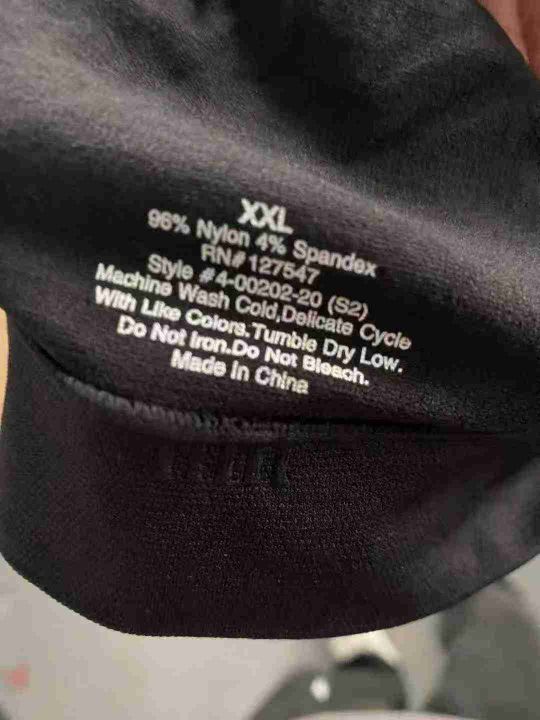 XXL
96% Nylon 4% Spandex
RN# 127547
Style #4-00202-20 (S2)
Machine Wash Cold,Delicate Cycle
With Like Colors.Tumble Dry Low.
Do Not Iron.Do Not Bleach.
Made In China